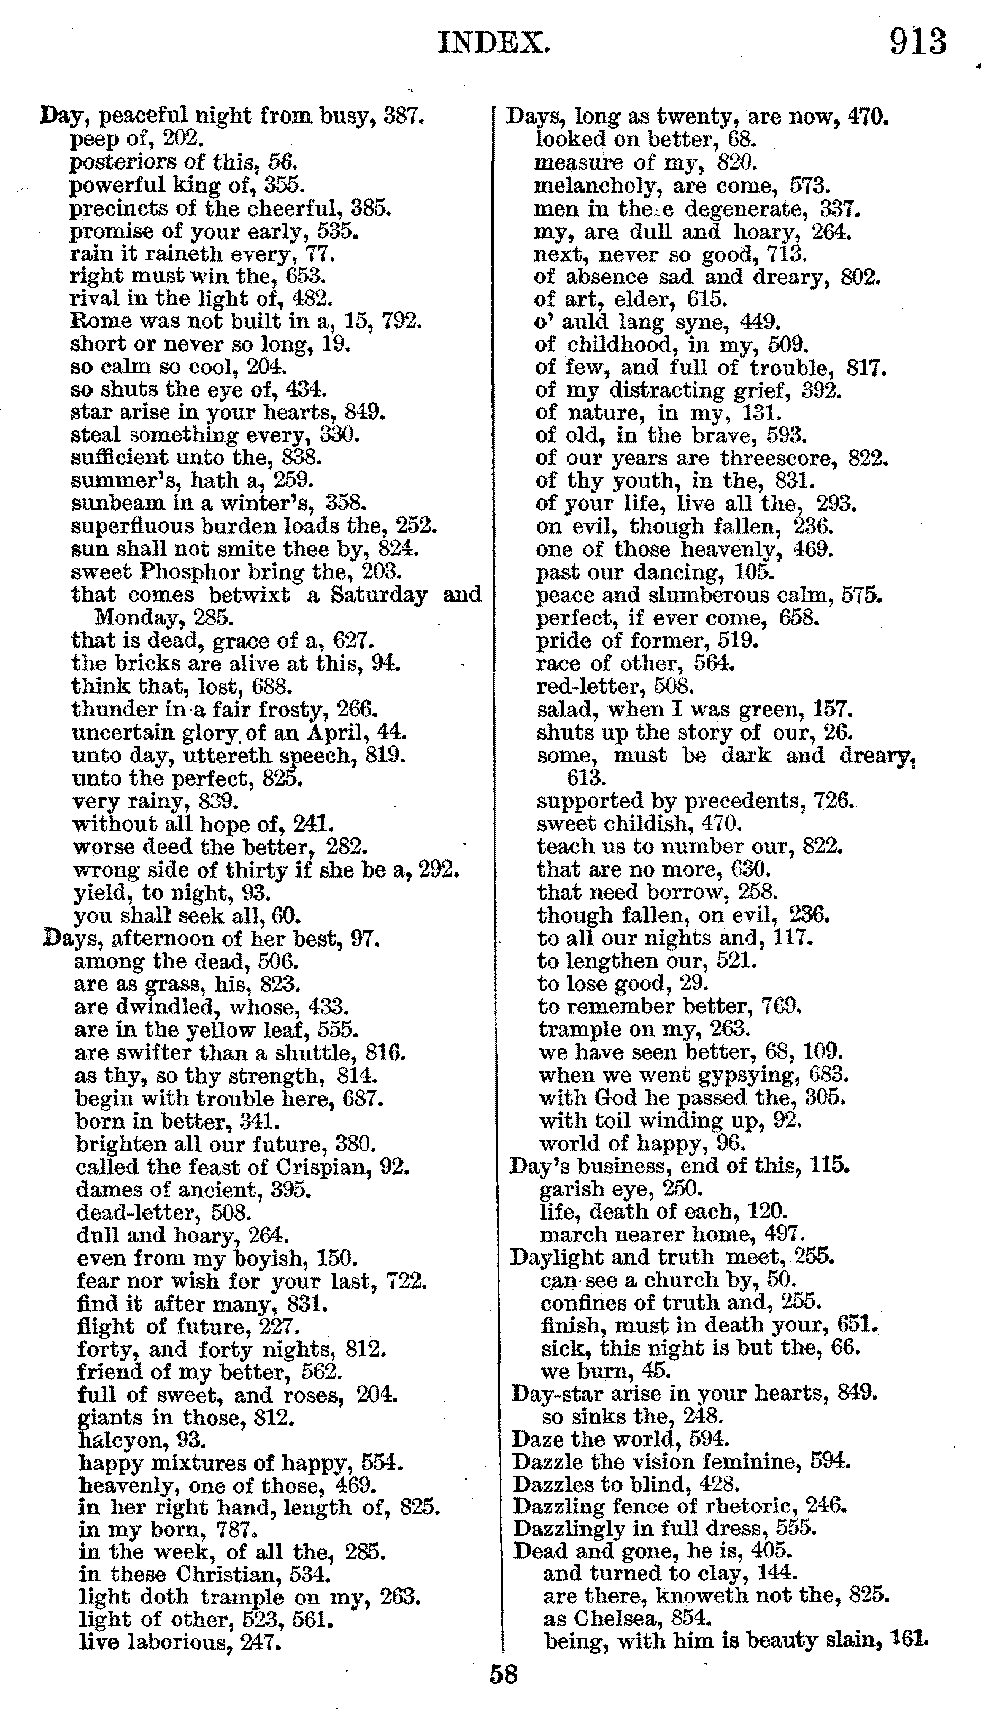 INDEX. 913
Day, peaceful night from busy, 387.
peep of, 202.
posteriors of this, 56.
powerful king of, 355.
precincts of the cheerful, 385.
promise of your early, 535.
rain it raineth every, 77.
right must win the, 653.
rival in the light of, 482.
Rome was not built in a, 15, 792.
short or never so long, 19.
so calm so cool, 204.
so shuts the eye of, 434.
star arise in your hearts, 849.
steal something every, 330.
sufficient unto the, 838.
summer's, hath a, 259.
sunbeam in a winter's, 358.
superfluous burden loads the, 252.
sun shall not smite thee by, 824.
sweet Phosphor bring the, 203.
that comes betwixt a Saturday and
Monday, 285.
that is dead, grace of a, 627.
the bricks are alive at this, 94.
think that, lost, 688.
thunder in a fair frosty, 266.
uncertain glory of an April, 44.
unto day, uttereth speech, 819.
unto the perfect, 825.
very rainy, 839.
without all hope of, 241.
worse deed the better, 282.
wrong side of thirty if she be a, 292.
yield, to night, 93.
you shall seek all, 60.
Days, afternoon of her best, 97.
among the dead, 506.
are as grass, his, 823.
are dwindled, whose, 433.
are in the yellow leaf, 555.
are swifter than a shuttle, 816.
as thy, so thy strength, 814.
begin with trouble here, 687.
born in better, 341.
brighten all our future, 380.
called the feast of Crispian, 92.
dames of ancient, 395.
dead-letter, 508.
dull and hoary, 264.
even from my boyish, 150.
fear nor wish for your last, 722.
find it after many, 831.
flight of future, 227.
forty, and forty nights, 812.
friend of my better, 562.
full of sweet, and roses, 204.
giants in those, 812.
halcyon, 93.
happy mixtures of happy, 554.
heavenly, one of those, 469.
in her right hand, length of, 825.
in my born, 787.
in the week, of all the, 285.
in these Christian, 534.
light doth trample on my, 263.
light of other, 523, 561.
live laborious, 247.
Days, long as twenty, are now, 470.
looked on better, 68.
measure of my, 820.
melancholy, are come, 573.
men in the e degenerate, 337.
my, are dull and hoary, 264.
next, never so good, 713.
of absence sad and dreary, 802.
of art, elder, 615.
o' auld lang syne, 449.
of childhood, in my, 509.
of few, and full of trouble, 817.
of my distracting grief, 392.
of nature, in my, 131.
of old, in the brave, 593.
of our years are threescore, 822.
of thy youth, in the, 831.
of your life, live all the, 293.
on evil, though fallen, 236.
one of those heavenly, 469.
past our dancing, 105.
peace and slumberous calm, 575.
perfect, if ever come, 658.
pride of former, 519.
race of other, 564.
red-letter, 508.
salad, when I was green, 157.
shuts up the story of our, 26.
some, must be dark and dreary,
613.
supported by precedents, 726.
sweet childish, 470.
teach us to number our, 822.
that are no more, 630.
that need borrow, 258.
though fallen, on evil, 236.
to all our nights and, 117.
to lengthen our, 521.
to lose good, 29.
to remember better, 769.
trample on my, 263.
we have seen better, 68, 109.
when we went gypsying, 683.
with God he passed the, 305.
with toil winding up, 92.
world of happy, 96.
Day's business, end of this, 115.
garish eye, 250.
life, death of each, 120.
march nearer home, 497.
Daylight and truth meet, 255.
can see a church by, 50.
confines of truth and, 255.
finish, must in death your, 651.
sick, this night is but the, 66.
we burn, 45.
Day-star arise in your hearts, 849.
so sinks the, 248.
Daze the world, 594.
Dazzle the vision feminine, 594.
Dazzles to blind, 428.
Dazzling fence of rhetoric, 246.
Dazzlingly in full dress, 555.
Dead and gone, he is, 405.
and turned to clay, 144.
are there, knoweth not the, 825.
as Chelsea, 854.
being, with him is beauty slain, 161.
58